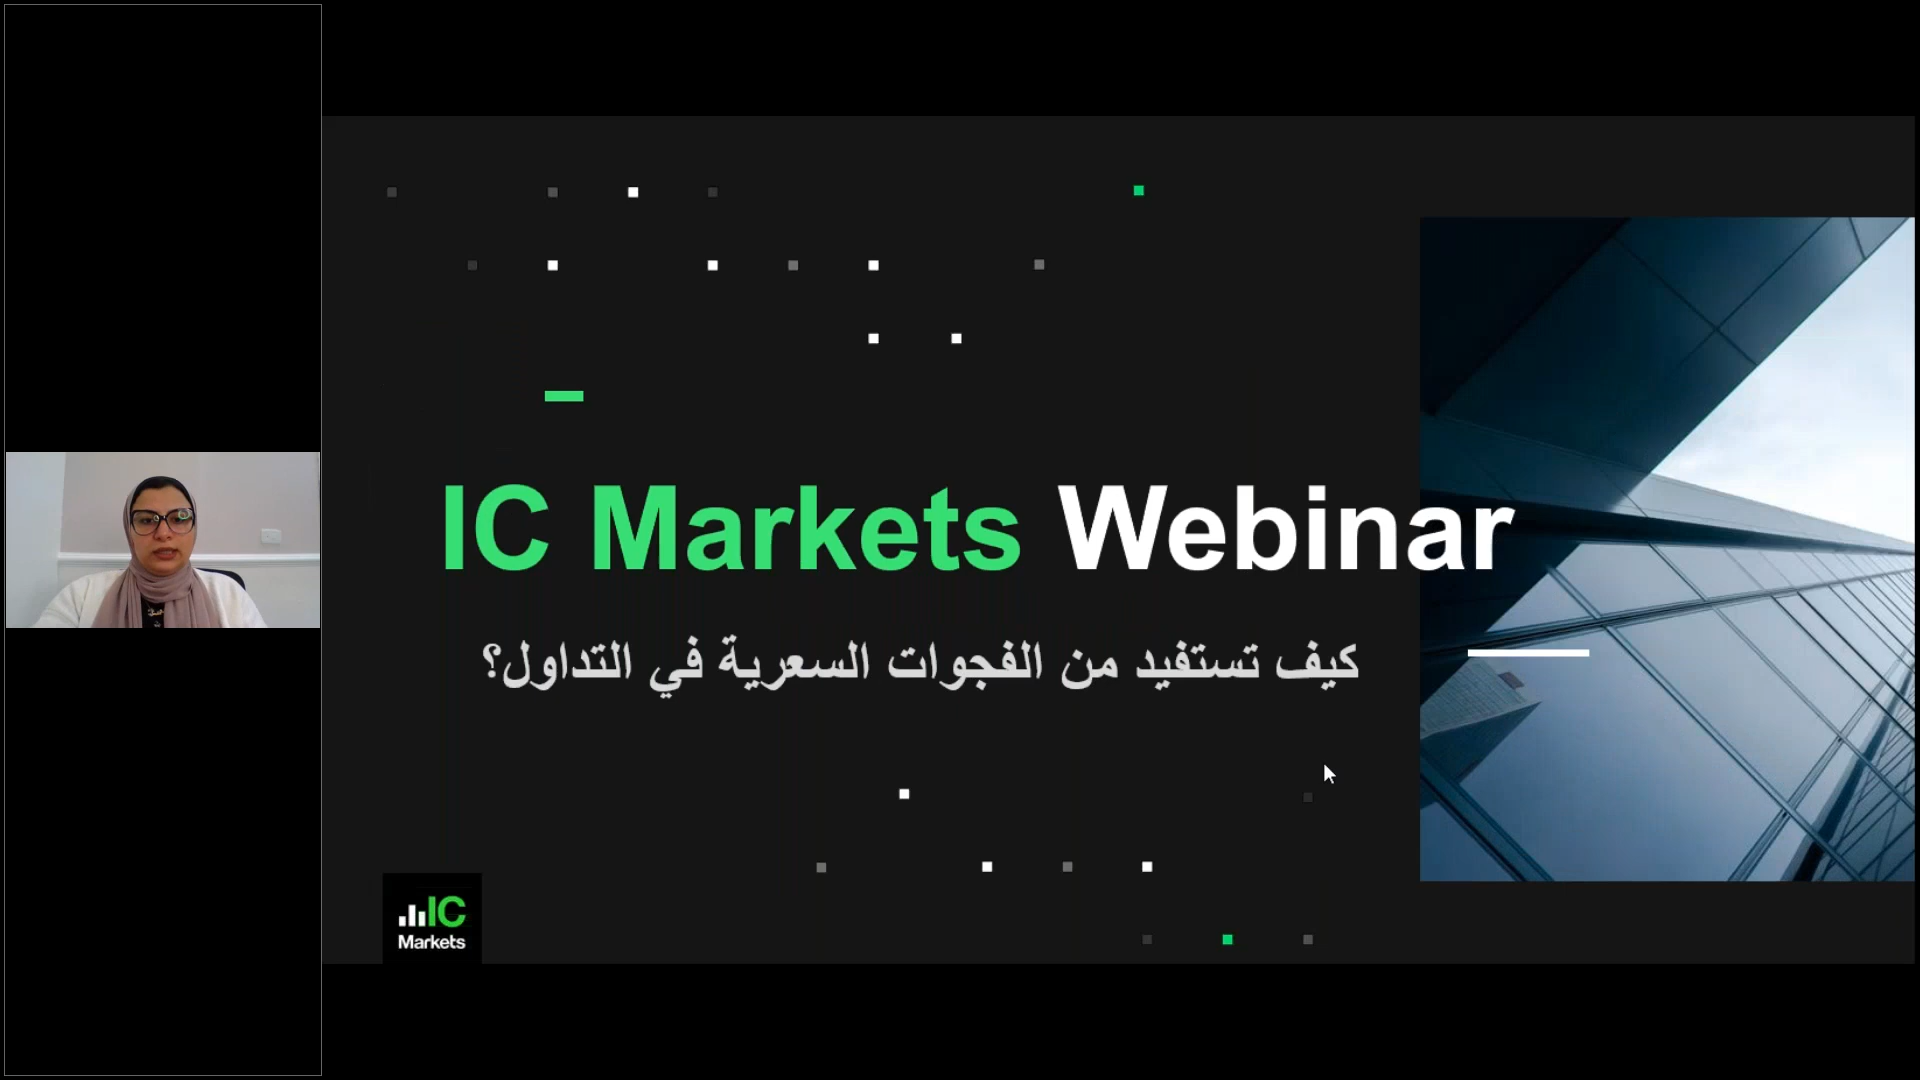 IC Markets Webinar
كيف تستفيد من الفجوات السعرية في التداول؟
IC
Markets